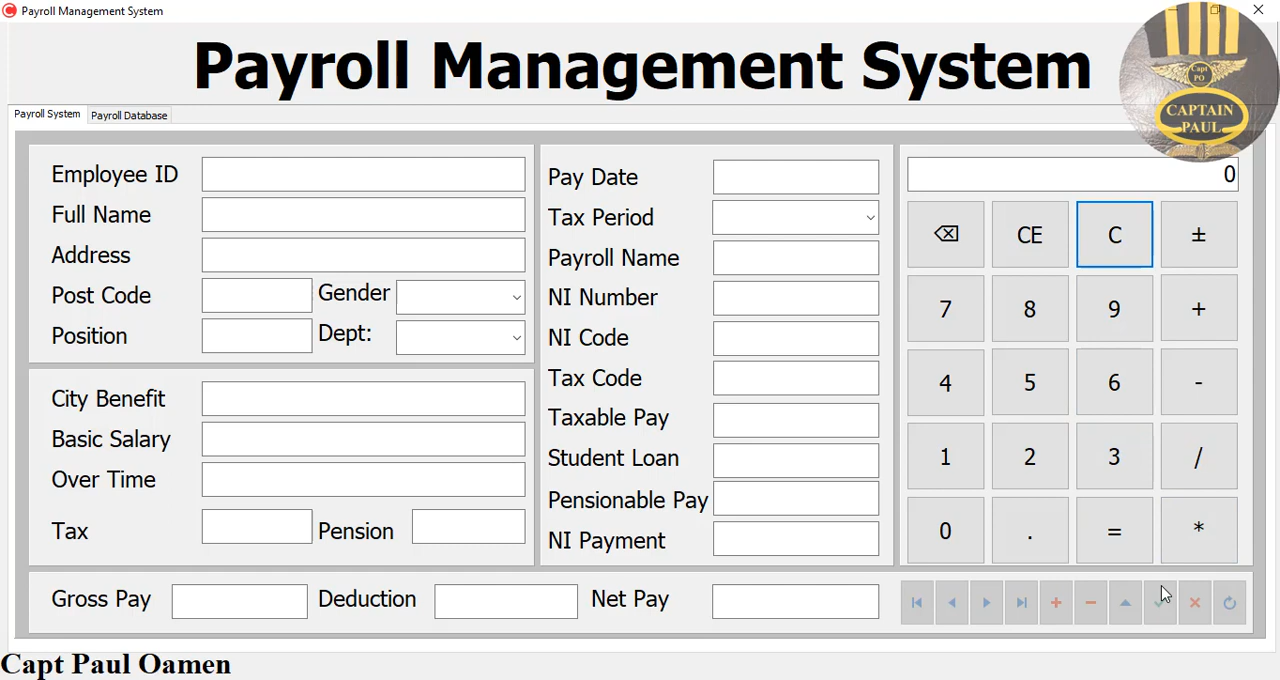 Payroll Management System
Payroll Management System
Capt
PO
CAPTAIN
PAUL
Payroll System
Payroll Database
Employee ID
Full Name
Address
Post Code
Gender
Position
Dept:
City Benefit
Basic Salary
Over Time
Tax
Pension
Pay Date
Tax Period
Payroll Name
NI Number
NI Code
Tax Code
Taxable Pay
Student Loan
Pensionable Pay
NI Payment
0
CE C ±
7 8 9 +
4 5 6 -
1 2 3 /
0 . = *
Gross Pay
Deduction
Net Pay
Capt Paul Oamen